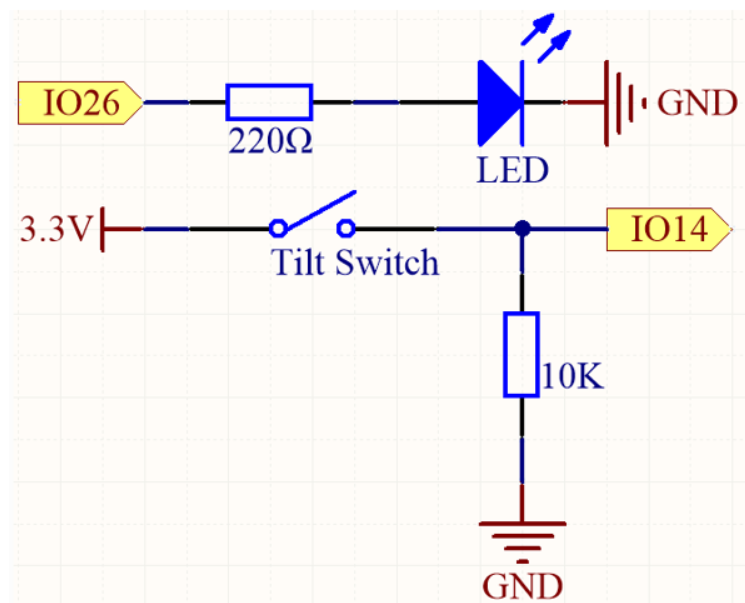 IO26
220Ω
LED
GND
3.3V
Tilt Switch
IO14
10K
GND